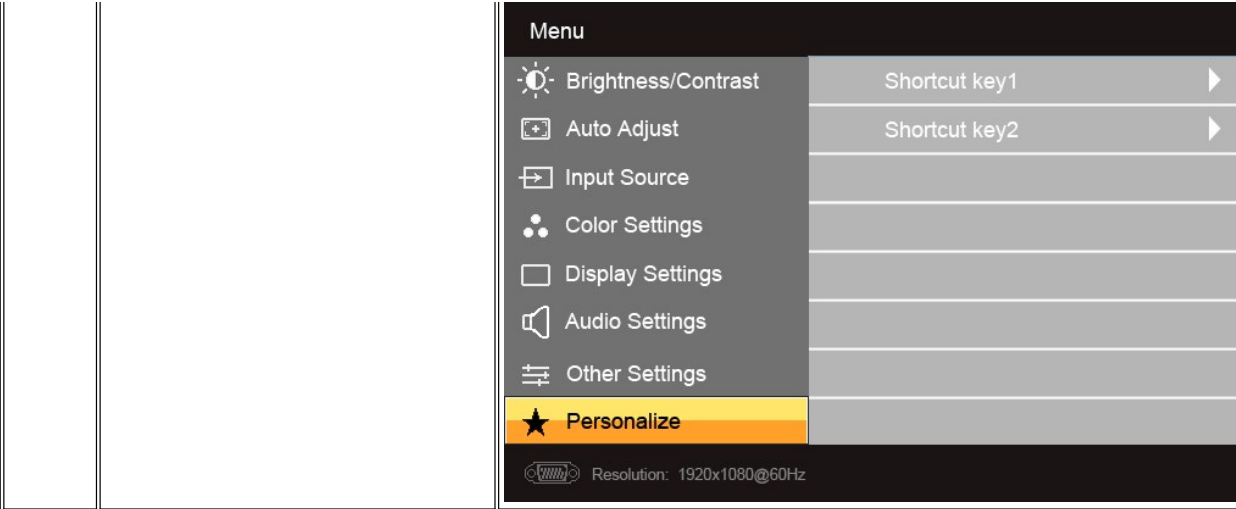 Menu
Brightness/Contrast
Shortcut key1
Auto Adjust
Shortcut key2
Input Source
Color Settings
Display Settings
Audio Settings
Other Settings
Personalize
Resolution: 1920x1080@60Hz